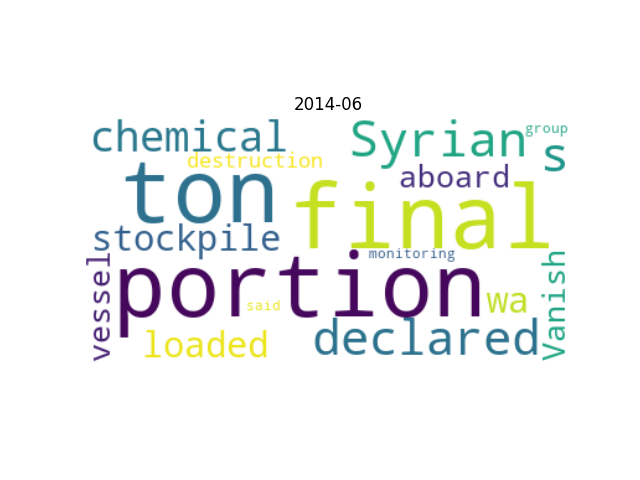 2014-06
group
chemical
Syrian
s
destruction
ton
aboard
final
stockpile
monitoring
vessel
portion
Vanish
said
wa
loaded
declared